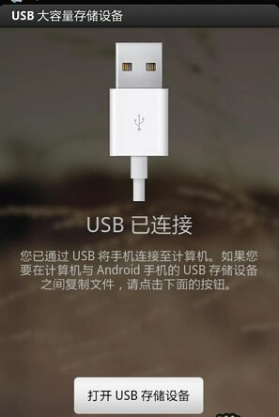 USB 大容量存储设备
USB 已连接
您已通过 USB 将手机连接至计算机。如果您
要在计算机与 Android 手机的 USB 存储设备
之间复制文件，请点击下面的按钮。
打开 USB 存储设备